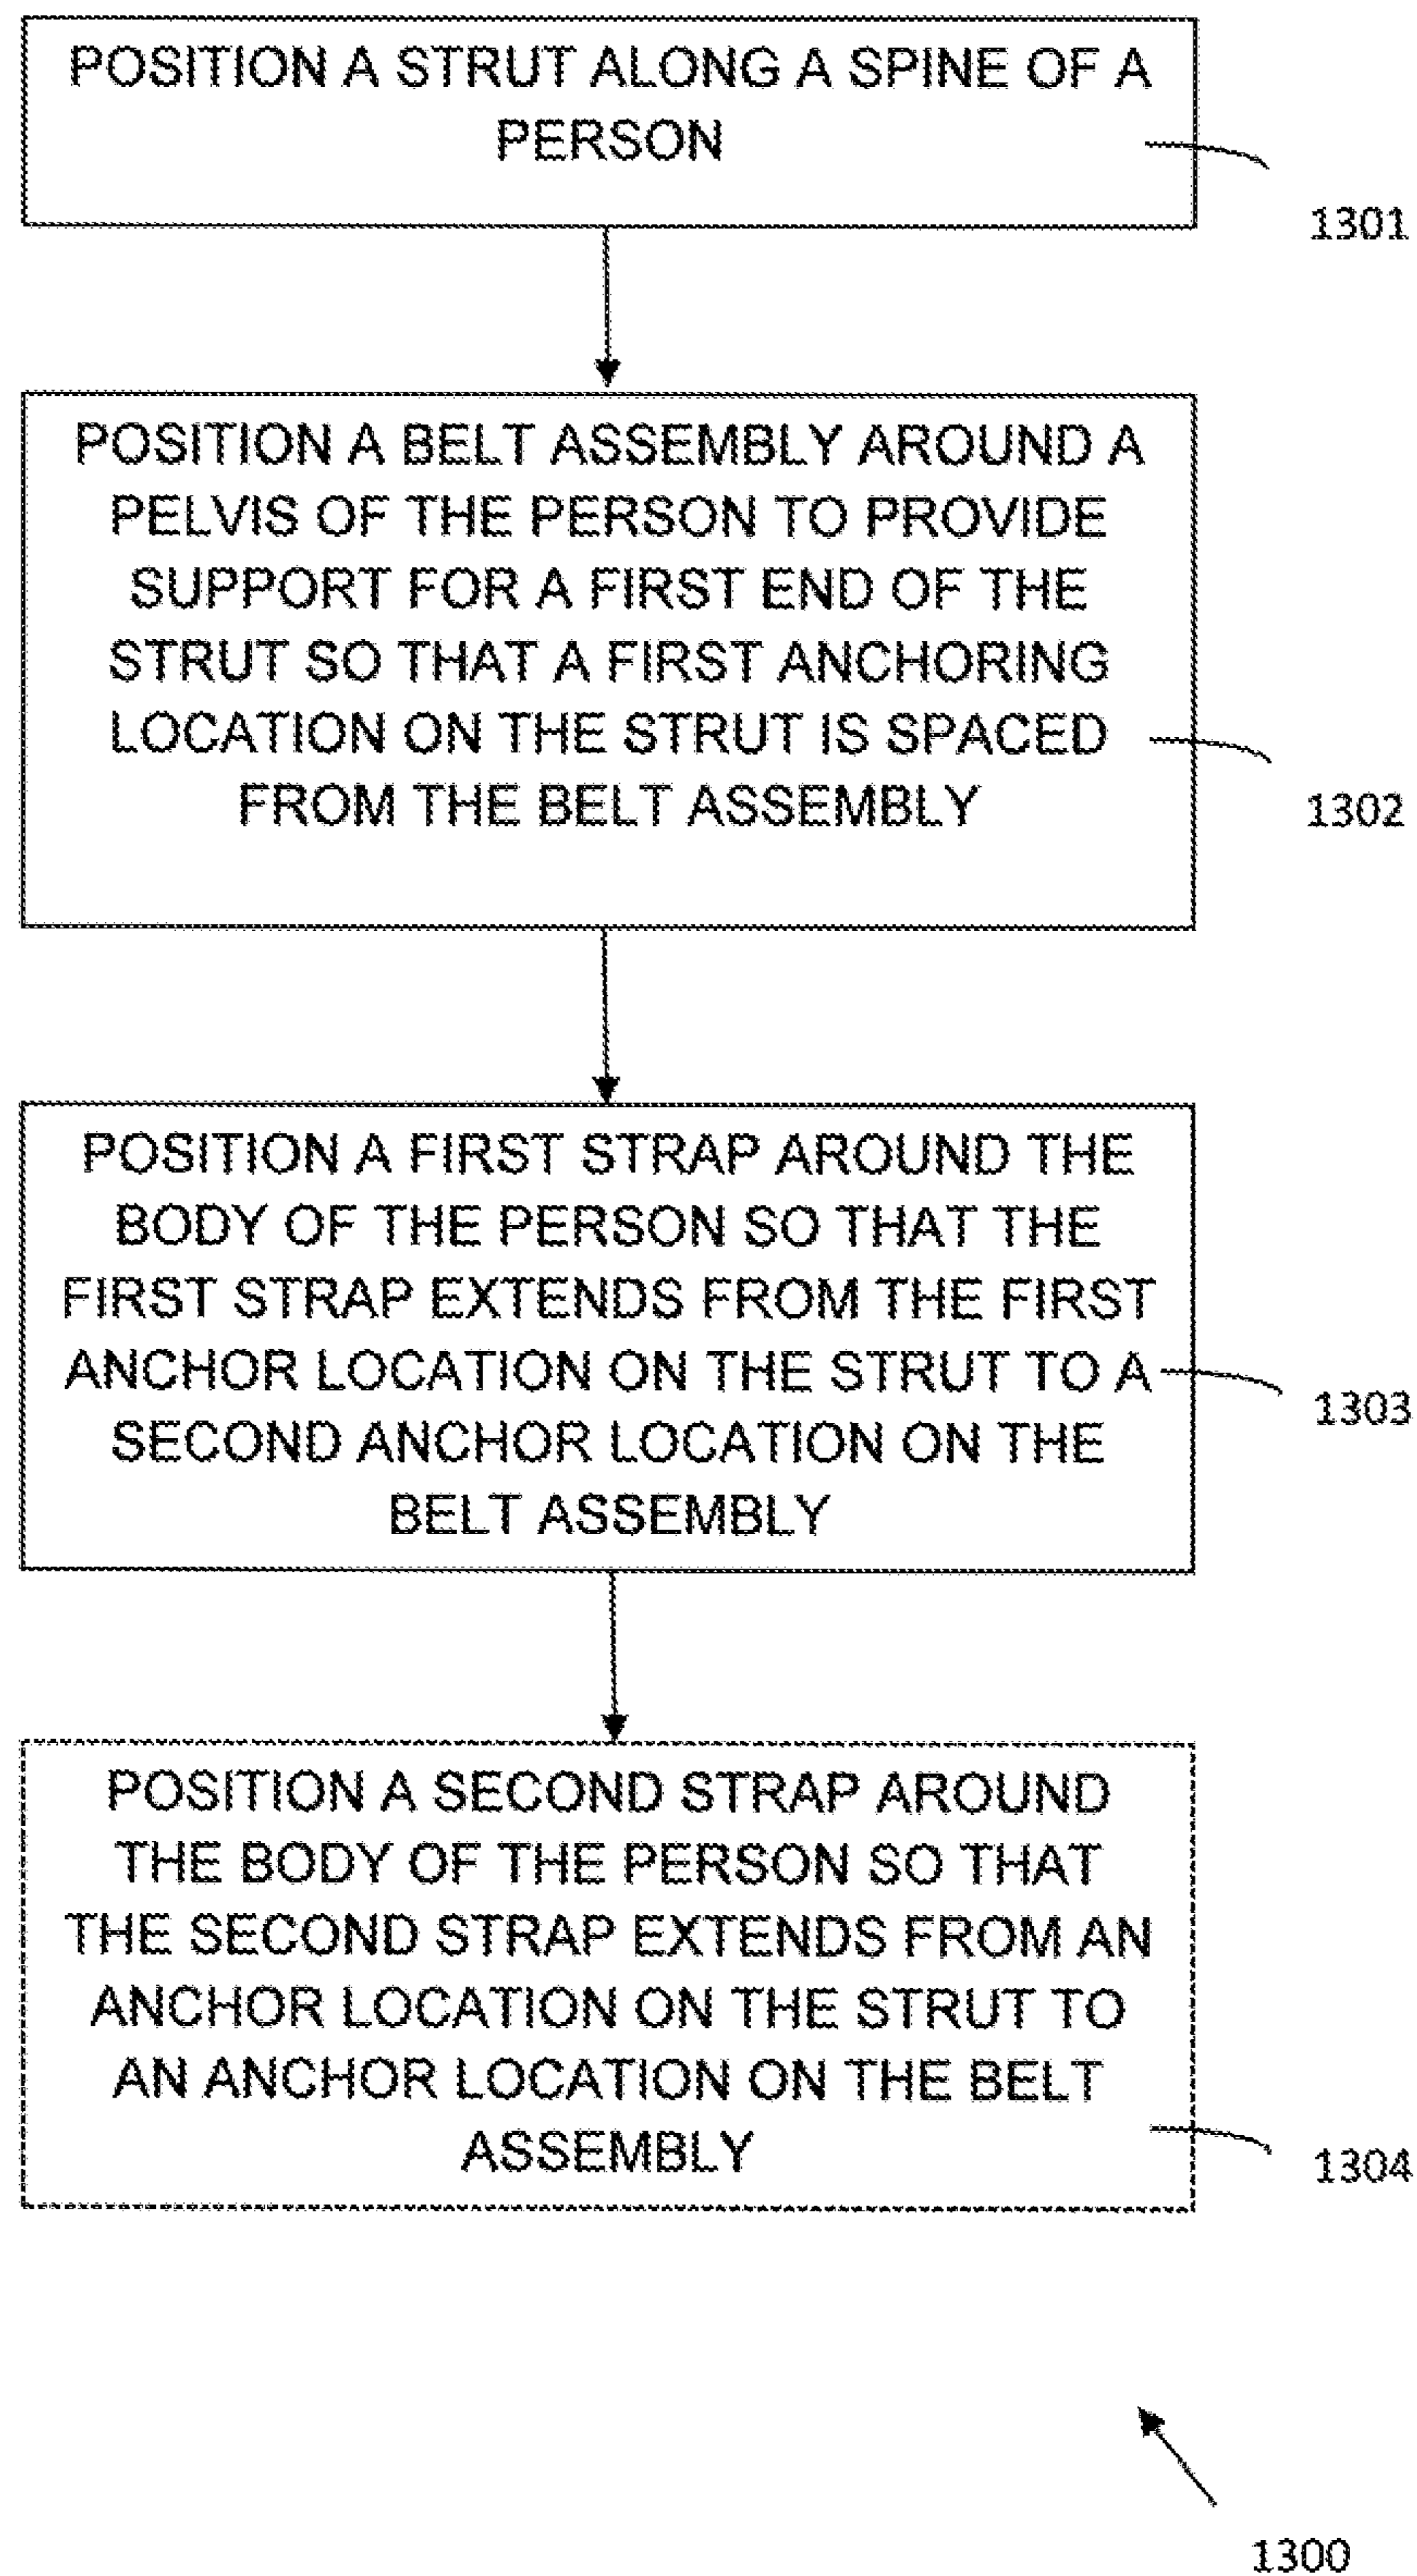 POSITION A STRUT ALONG A SPINE OF A
PERSON
1301
POSITION A BELT ASSEMBLY AROUND A
PELVIS OF THE PERSON TO PROVIDE
SUPPORT FOR A FIRST END OF THE
STRUT SO THAT A FIRST ANCHORING
LOCATION ON THE STRUT IS SPACED
FROM THE BELT ASSEMBLY
1302
POSITION A FIRST STRAP AROUND THE
BODY OF THE PERSON SO THAT THE
FIRST STRAP EXTENDS FROM THE FIRST
ANCHOR LOCATION ON THE STRUT TO A
SECOND ANCHOR LOCATION ON THE
BELT ASSEMBLY
1303
POSITION A SECOND STRAP AROUND
THE BODY OF THE PERSON SO THAT
THE SECOND STRAP EXTENDS FROM AN
ANCHOR LOCATION ON THE STRUT TO
AN ANCHOR LOCATION ON THE BELT
ASSEMBLY
1304
1300